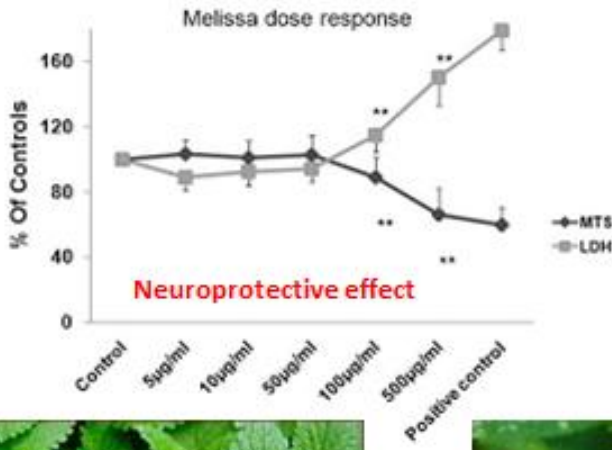 Melissa dose response
% Of Controls
160
120
80
40
0
**
**
**
**
MTS
LDH
Neuroprotective effect
Control
5µg/ml
10µg/ml
50µg/ml
100µg/ml
500µg/ml
Positive control